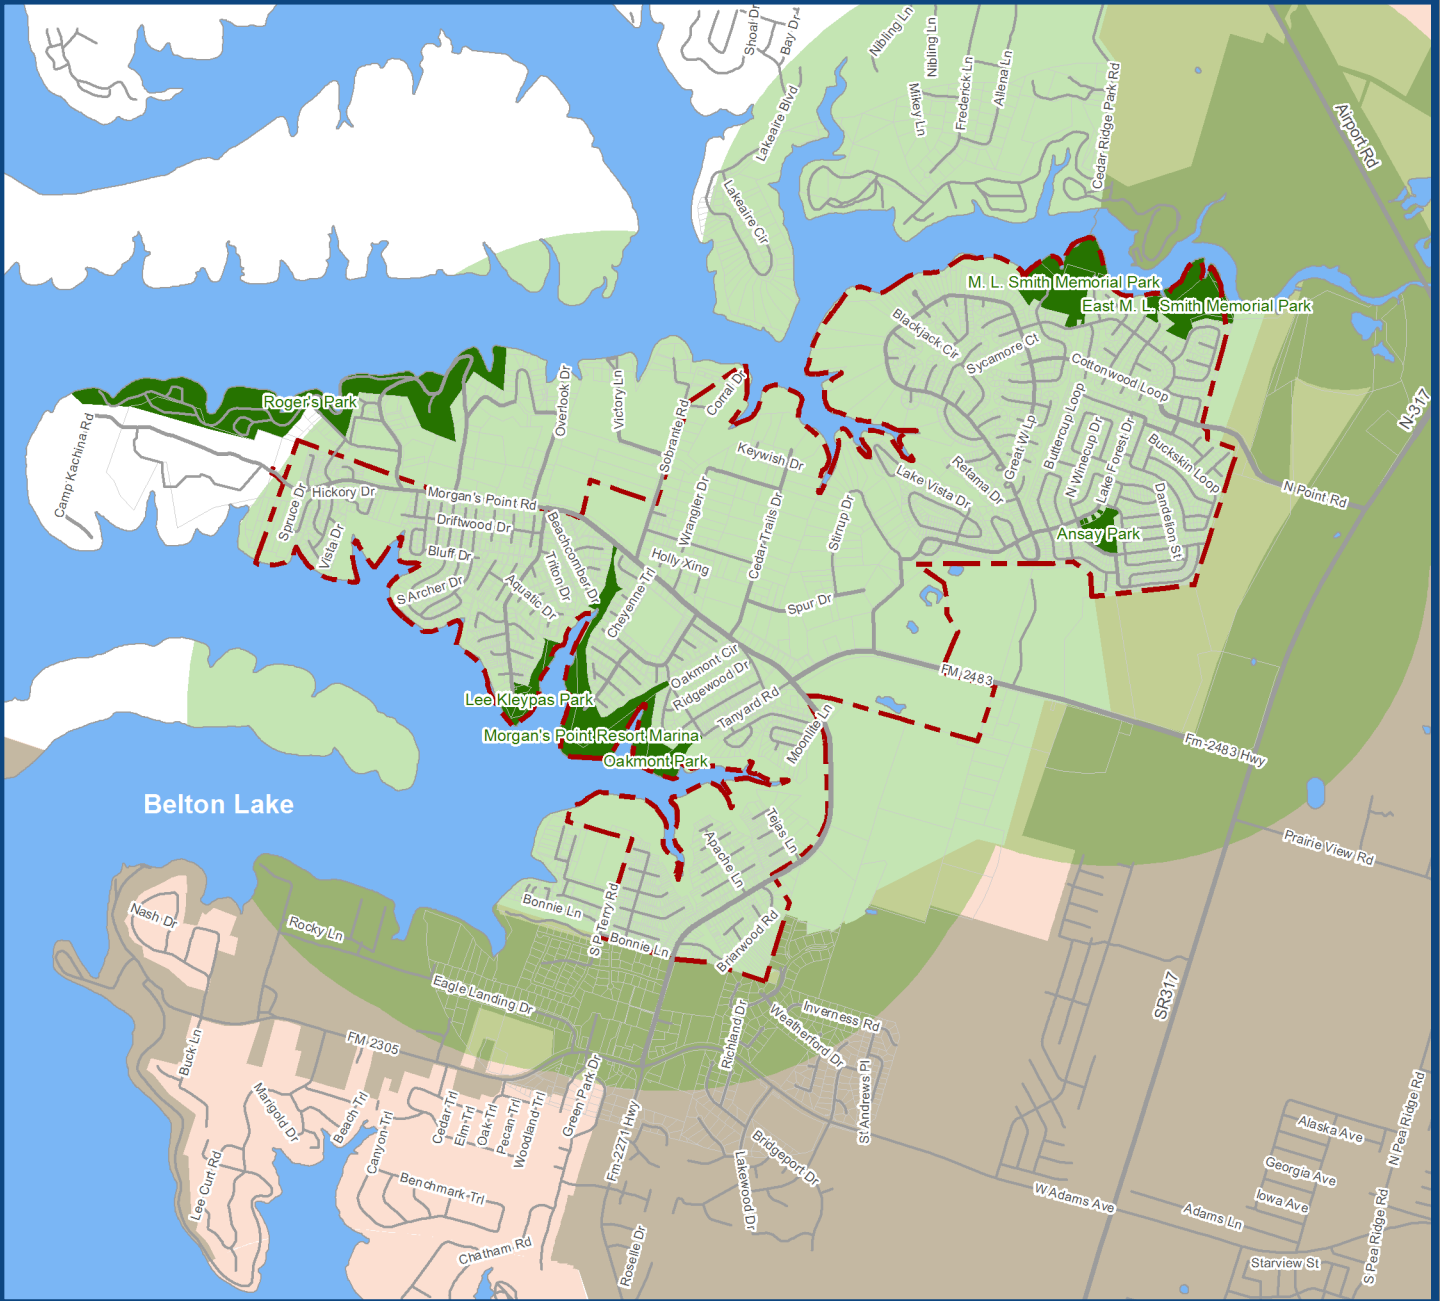 Nibling Ln
Nibling Ln
Shoal Dr
Bay Dr
Mikey Ln
Frederick Ln
Allena Ln
Cedar Ridge Park Rd
Airport Rd
Lakeaire Blvd
Lakeaire Cir
M. L. Smith Memorial Park
East M. L. Smith Memorial Park
Blackjack Cir
Sycamore Ct
Cottonwood Loop
Roger's Park
Overlook Dr
Victory Ln
Corral Dr
Sobrante Rd
Camp Kachina Rd
Keywish Dr
Great W Lp
Buttercup Loop
N Winecup Dr
Lake Forest Dr
Buckskin Loop
N-317
Spruce Dr
Hickory Dr
Morgan's Point Rd
Driftwood Dr
Vista Dr
Bluff Dr
S Archer Dr
Beachcomber Dr
Triton Dr
Aquatic Dr
Wrangler Dr
Cedar Trails Dr
Stirrup Dr
Lake Vista Dr
Retama Dr
Dandelion St
N Point Rd
Ansay Park
Holly Xing
Cheyenne Trl
Spur Dr
Oakmont Cir
Ridgewood Dr
Tanyard Rd
FM 2483
Lee Kleypas Park
Morgan's Point Resort Marina
Oakmont Park
Moonlite Ln
Fm-2483 Hwy
Belton Lake
Tejas Ln
Apache Ln
Prairie View Rd
Nash Dr
Rocky Ln
Bonnie Ln
S P Terry Rd
Bonnie Ln
Briarwood Rd
Eagle Landing Dr
SR317
Buck Ln
FM 2305
Richland Dr
Inverness Rd
Weatherford Dr
Marigold Dr
Beach Trl
Canyon Trl
Cedar Trl
Elm Trl
Oak Trl
Pecan Trl
Woodland Trl
Green Park Dr
Fm-2271 Hwy
St Andrews Pl
Bridgeport Dr
Lakewood Dr
Lee Curt Rd
Benchmark Trl
Chatham Rd
Roselle Dr
W Adams Ave
Adams Ln
Alaska Ave
Georgia Ave
Iowa Ave
Starview St
N Pea Ridge Rd
S Pea Ridge Rd